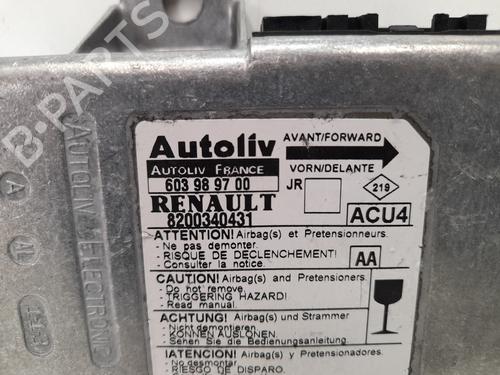 Autoliv
AVANT/FORWARD
AUTOLIV FRANCE
VORN/DELANTE
603 98 97 00
JR
219
RENAULT
8200340431
ACU4
ATTENTION! Airbag(s) et Pretensionneurs.
- Ne pas demonter.
- RISQUE DE DECLENCHEMENT!
- Consulter la notice.
AA
CAUTION! Airbag(s) and Pretensioners.
- Do not remove.
- TRIGGERING HAZARD!
- Read manual.
ACHTUNG! Airbag(s) und Strammer
- Nicht demontieren.
- KONNEN AUSLOSEN.
- Sehen Sie die Bedienungsanleitung.
!ATENCION! Airbag(s) y Pretensionadores.
- No desmontar.
- RIESGO DE DISPARO.
AUTOLIV ELECTRONIC
A
AL
B-PARTS